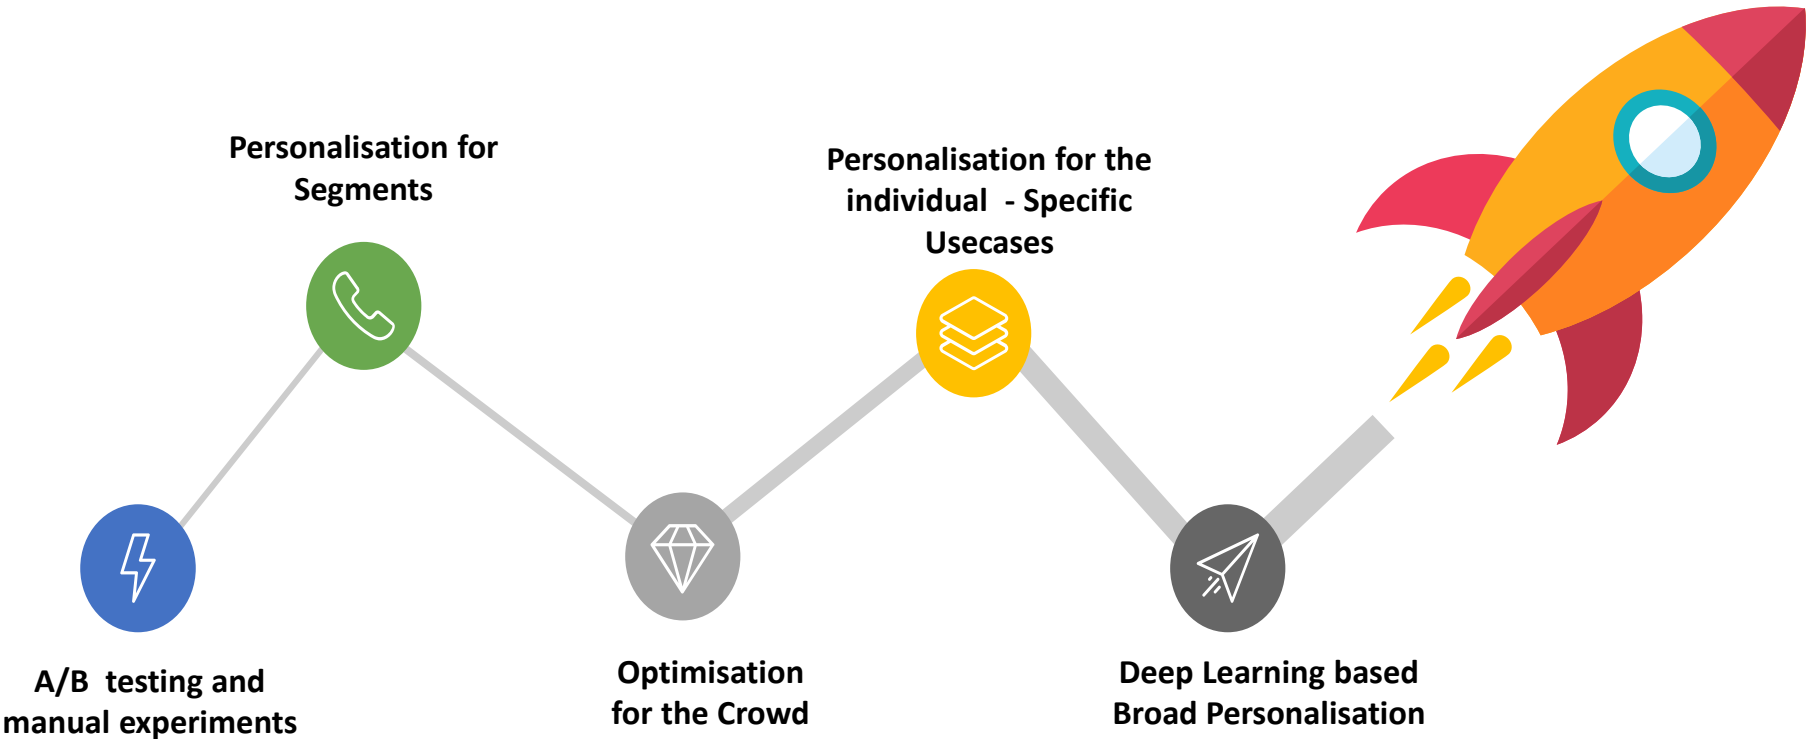 Personalisation for
Segments
Personalisation for the
individual  - Specific
Usecases
A/B  testing and
manual experiments
Optimisation
for the Crowd
Deep Learning based
Broad Personalisation